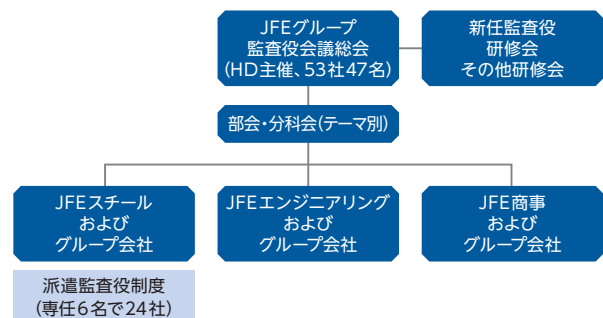 JFEグループ
監査役会議総会
(HD主催、53社47名)
新任監査役
研修会
その他研修会
部会・分科会(テーマ別)
JFEスチール
および
グループ会社
JFEエンジニアリング
および
グループ会社
JFE商事
および
グループ会社
派遣監査役制度
(専任6名で24社)